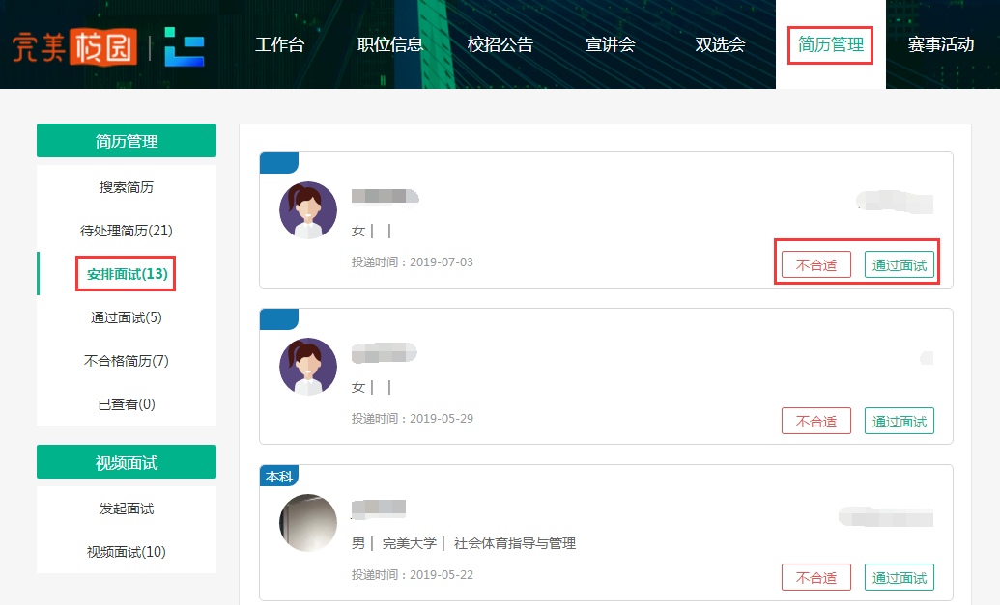 完美校园
工作台 职位信息 校招公告 宣讲会 双选会 简历管理 赛事活动
简历管理
搜索简历
待处理简历(21)
安排面试(13)
通过面试(5)
不合格简历(7)
已查看(0)
视频面试
发起面试
视频面试(10)
女 | |
投递时间：2019-07-03
不合适 通过面试
女 | |
投递时间：2019-05-29
不合适 通过面试
本科
男 | 完美大学 | 社会体育指导与管理
投递时间：2019-05-22
不合适 通过面试